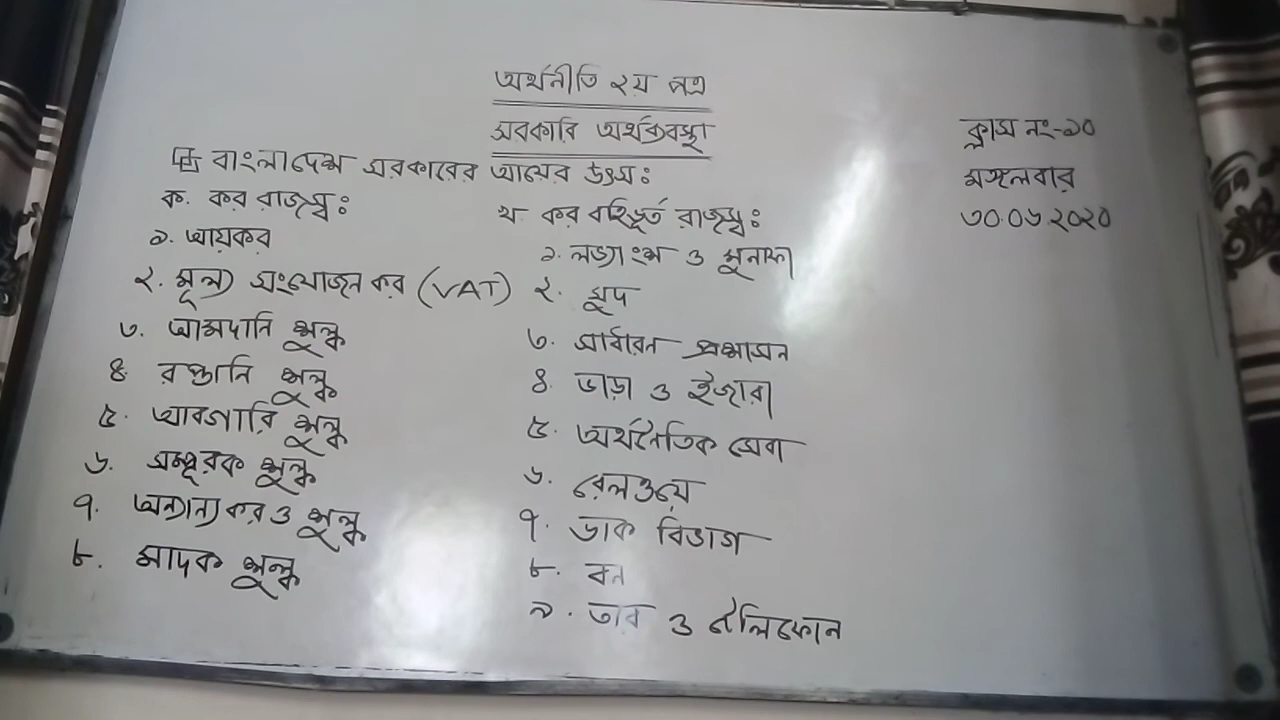 অর্থনীতি ২য় পত্র
সরকারি অর্থব্যবস্থা
ক্লাস নং-১০
মঙ্গলবার
৩০.০৬.২০২০
বাংলাদেশ সরকারের আয়ের উৎস:
ক. কর রাজস্ব:
১. আয়কর
২. মূল্য সংযোজন কর (VAT)
৩. আমদানি শুল্ক
৪. রপ্তানি শুল্ক
৫. আবগারি শুল্ক
৬. সম্পূরক শুল্ক
৭. অন্যান্য কর ও শুল্ক
৮. মাদক শুল্ক
খ. কর বহির্ভূত রাজস্ব:
১. লভ্যাংশ ও মুনাফা
২. সুদ
৩. সাধারন প্রশাসন
৪. ভাড়া ও ইজারা
৫. অর্থনৈতিক সেবা
৬. রেলওয়ে
৭. ডাক বিভাগ
৮. বন
৯. তার ও টেলিফোন